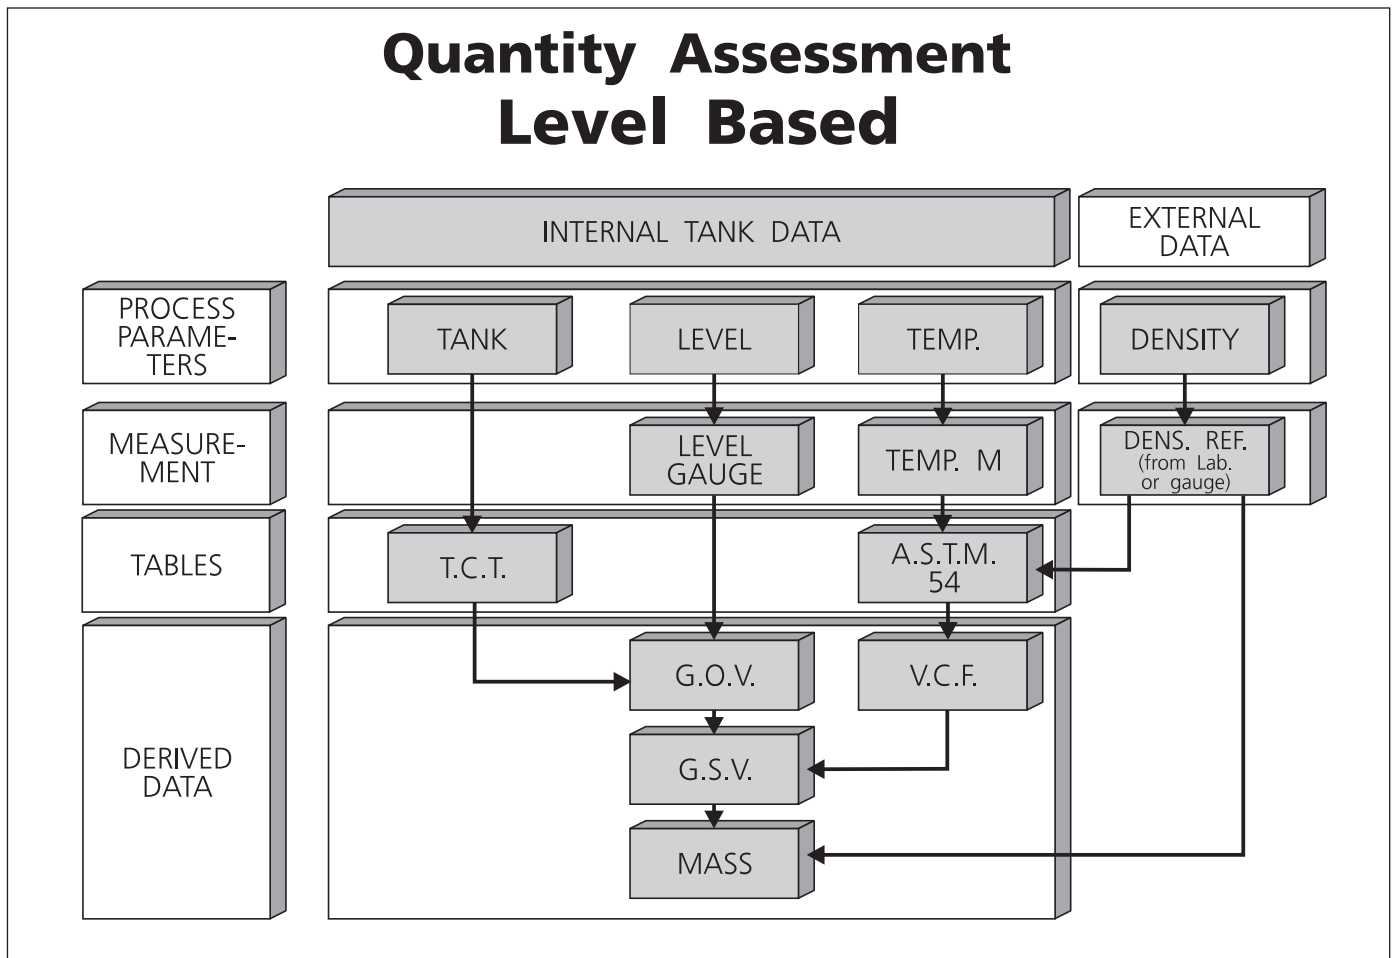 Quantity Assessment
Level Based
INTERNAL TANK DATA
EXTERNAL
DATA
PROCESS
PARAME-
TERS
TANK
LEVEL
TEMP.
DENSITY
MEASURE-
MENT
LEVEL
GAUGE
TEMP. M
DENS. REF.
(from Lab.
or gauge)
TABLES
T.C.T.
A.S.T.M.
54
DERIVED
DATA
G.O.V.
V.C.F.
G.S.V.
MASS